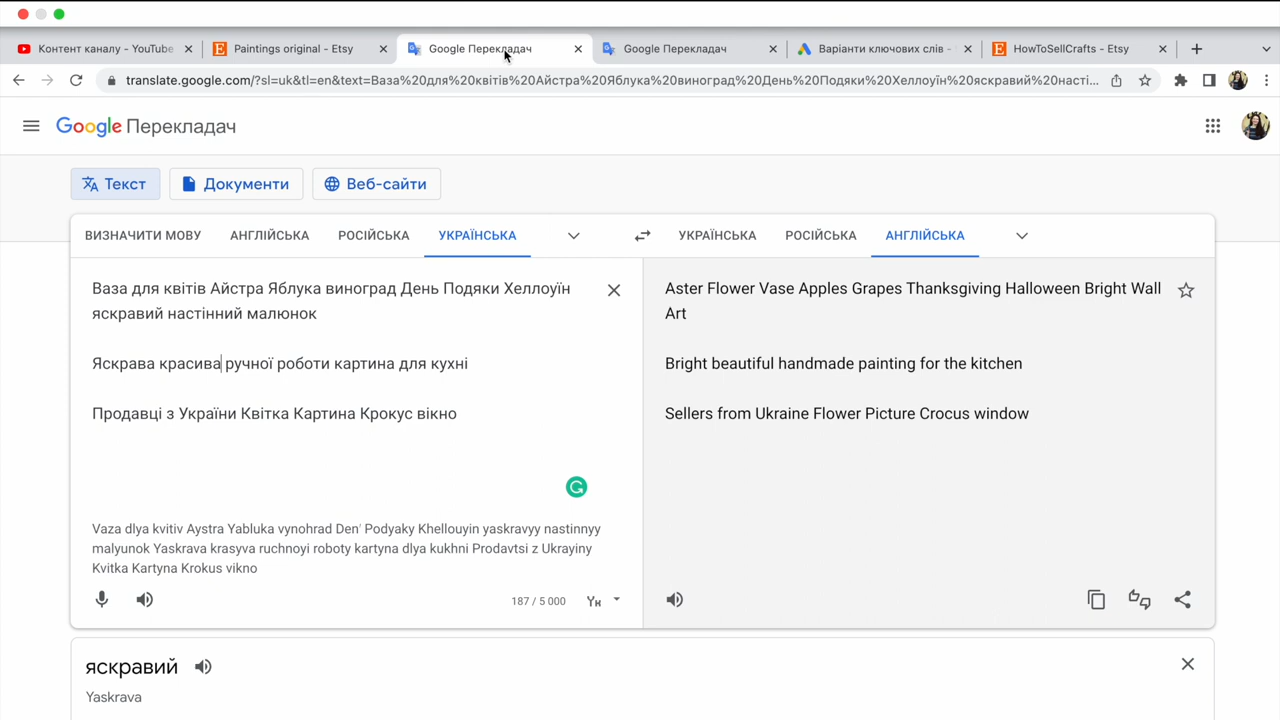 Контент каналу - YouTube
Paintings original - Etsy
Google Перекладач
Google Перекладач
Варіанти ключових слів -
HowToSellCrafts - Etsy
translate.google.com/?sl=uk&tl=en&text=Ваза%20для%20квітів%20Айстра%20Яблука%20виноград%20День%20Подяки%20Хеллоуїн%20яскравий%20насті...
Google Перекладач
Текст
Документи
Веб-сайти
ВИЗНАЧИТИ МОВУ
АНГЛІЙСЬКА
РОСІЙСЬКА
УКРАЇНСЬКА
УКРАЇНСЬКА
РОСІЙСЬКА
АНГЛІЙСЬКА
Ваза для квітів Айстра Яблука виноград День Подяки Хеллоуїн
яскравий настінний малюнок
Яскрава красива ручної роботи картина для кухні
Продавці з України Квітка Картина Крокус вікно
Vaza dlya kvitiv Aystra Yabluka vynohrad Denʹ Podyaky Khellouyin yaskravyy nastinnyy
malyunok Yaskrava krasyva ruchnoyi roboty kartyna dlya kukhni Prodavtsi z Ukrayiny
Kvitka Kartyna Krokus vikno
187 / 5 000
Aster Flower Vase Apples Grapes Thanksgiving Halloween Bright Wall
Art
Bright beautiful handmade painting for the kitchen
Sellers from Ukraine Flower Picture Crocus window
яскравий
Yaskrava